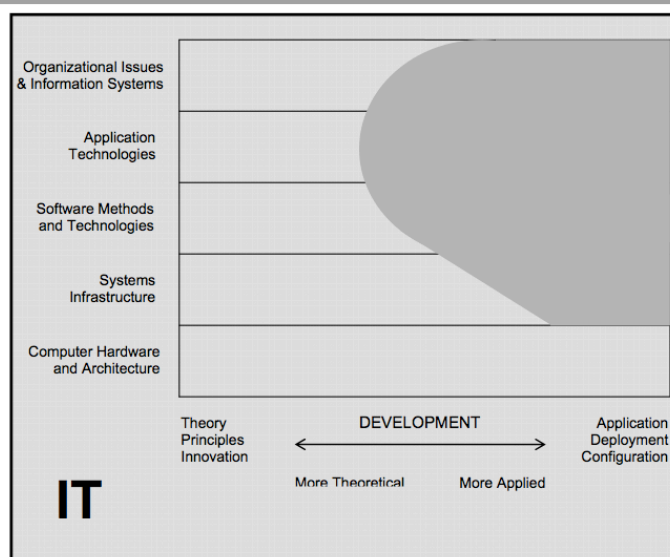 Organizational Issues
& Information Systems
Application
Technologies
Software Methods
and Technologies
Systems
Infrastructure
Computer Hardware
and Architecture
Theory
Principles
Innovation
DEVELOPMENT
Application
Deployment
Configuration
More Theoretical
More Applied
IT